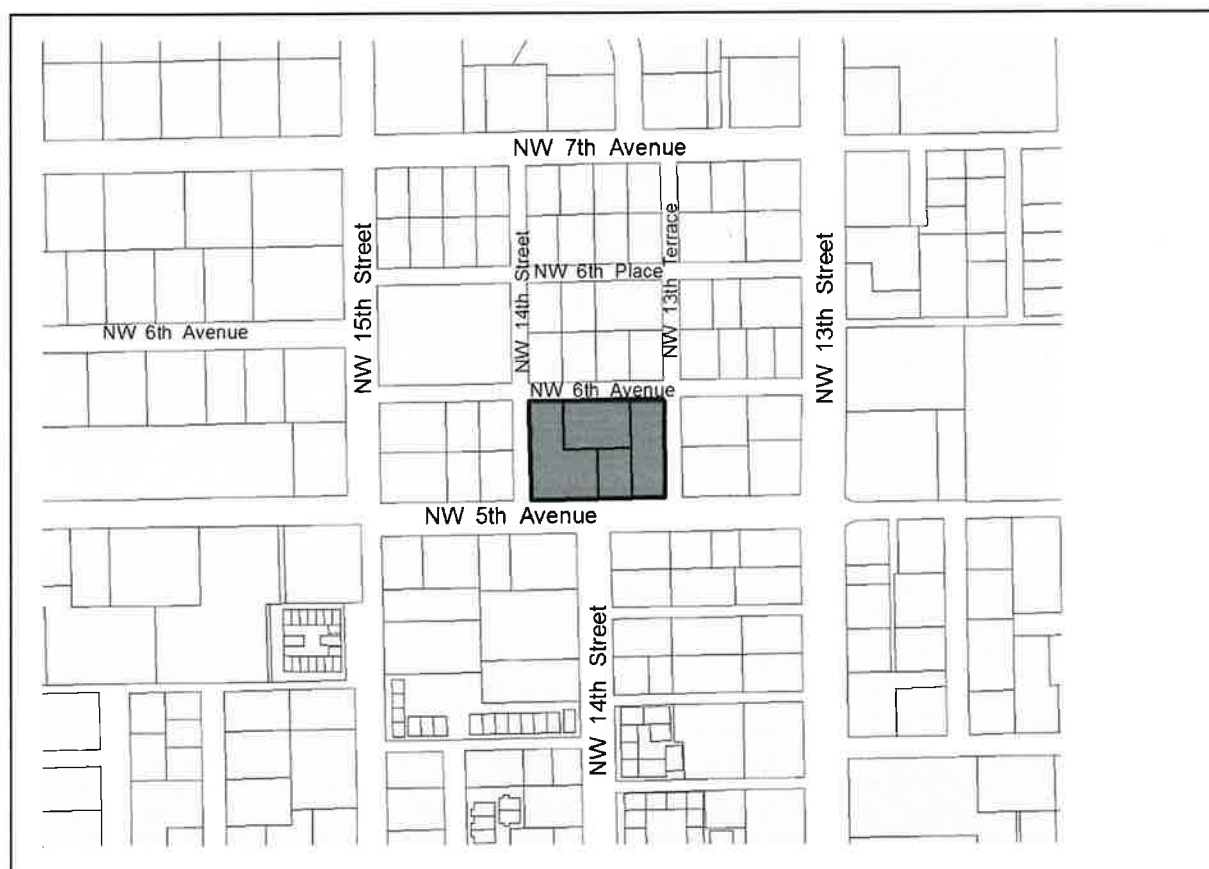 NW 7th Avenue
NW 15th Street
NW 14th Street
NW 6th Place
NW 13th Terrace
NW 13th Street
NW 6th Avenue
NW 6th Avenue
NW 5th Avenue
NW 14th Street